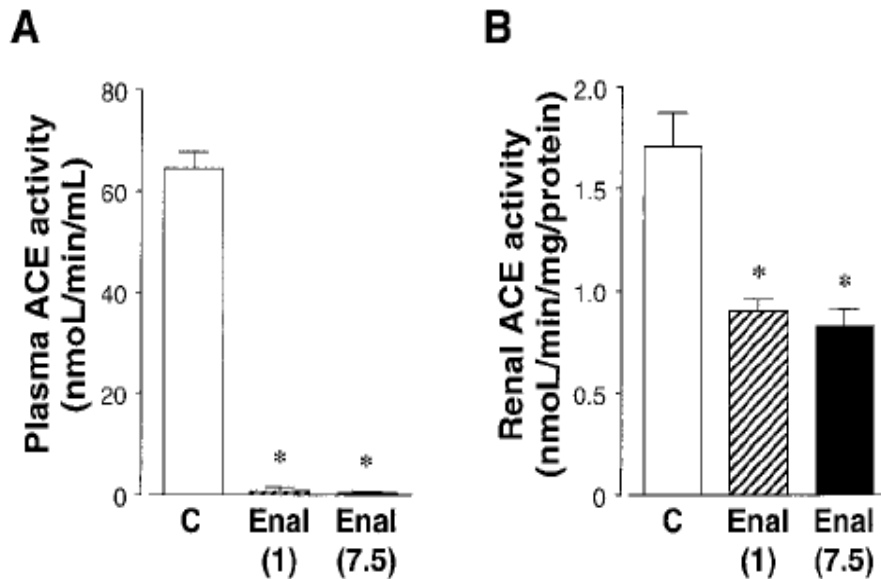 A
Plasma ACE activity
(nmoL/min/mL)
80
60
40
20
0
*
*
C
Enal
(1)
Enal
(7.5)
B
Renal ACE activity
(nmoL/min/mg/protein)
2.0
1.5
1.0
0.5
0
*
*
C
Enal
(1)
Enal
(7.5)